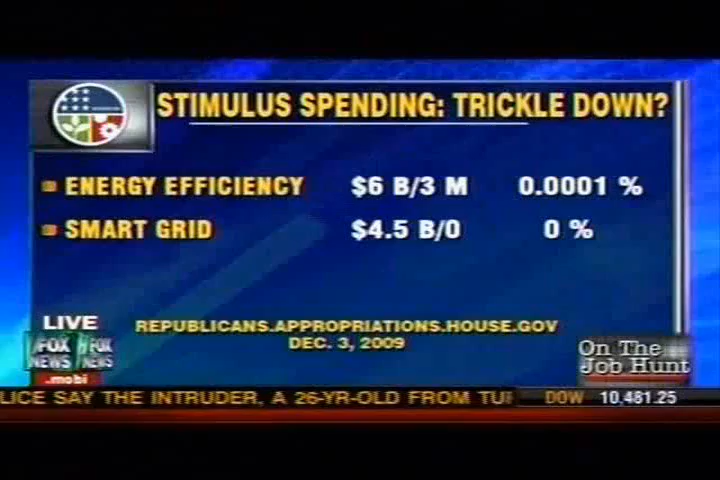 STIMULUS SPENDING: TRICKLE DOWN?
ENERGY EFFICIENCY $6 B/3 M 0.0001 %
SMART GRID $4.5 B/0 0 %
LIVE
FOX NEWS FOX NEWS
.mobi
REPUBLICANS.APPROPRIATIONS.HOUSE.GOV
DEC. 3, 2009
On The
Job Hunt
LICE SAY THE INTRUDER, A 26-YR-OLD FROM TUR DOW 10,481.25